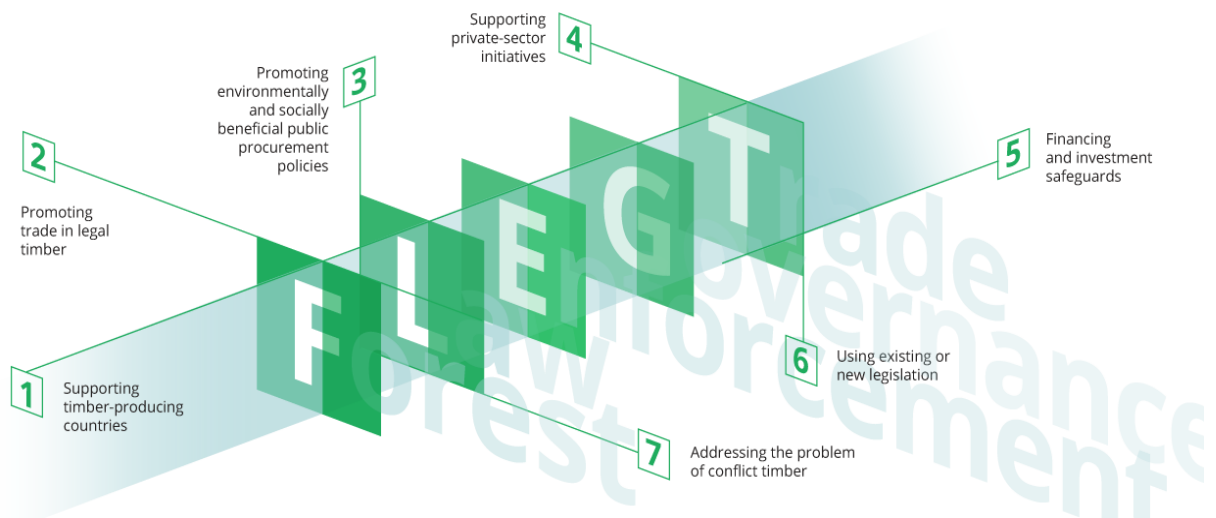 1
Supporting
timber-producing
countries
2
Promoting
trade in legal
timber
3
Promoting
environmentally
and socially
beneficial public
procurement
policies
4
Supporting
private-sector
initiatives
5
Financing
and investment
safeguards
6
Using existing or
new legislation
7
Addressing the problem
of conflict timber
Forest
Law
Enforcement
Governance
Trade